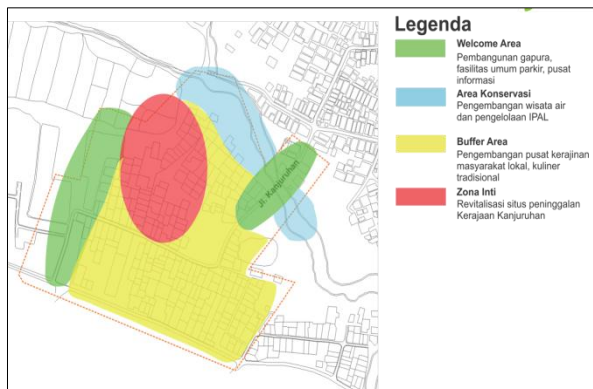 Legenda
Welcome Area
Pembangunan gapura,
fasilitas umum parkir, pusat
informasi
Area Konservasi
Pengembangan wisata air
dan pengelolaan IPAL
Buffer Area
Pengembangan pusat kerajinan
masyarakat lokal, kuliner
tradisional
Zona Inti
Revitalisasi situs peninggalan
Kerajaan Kanjuruhan
Jl. Kanjuruhan